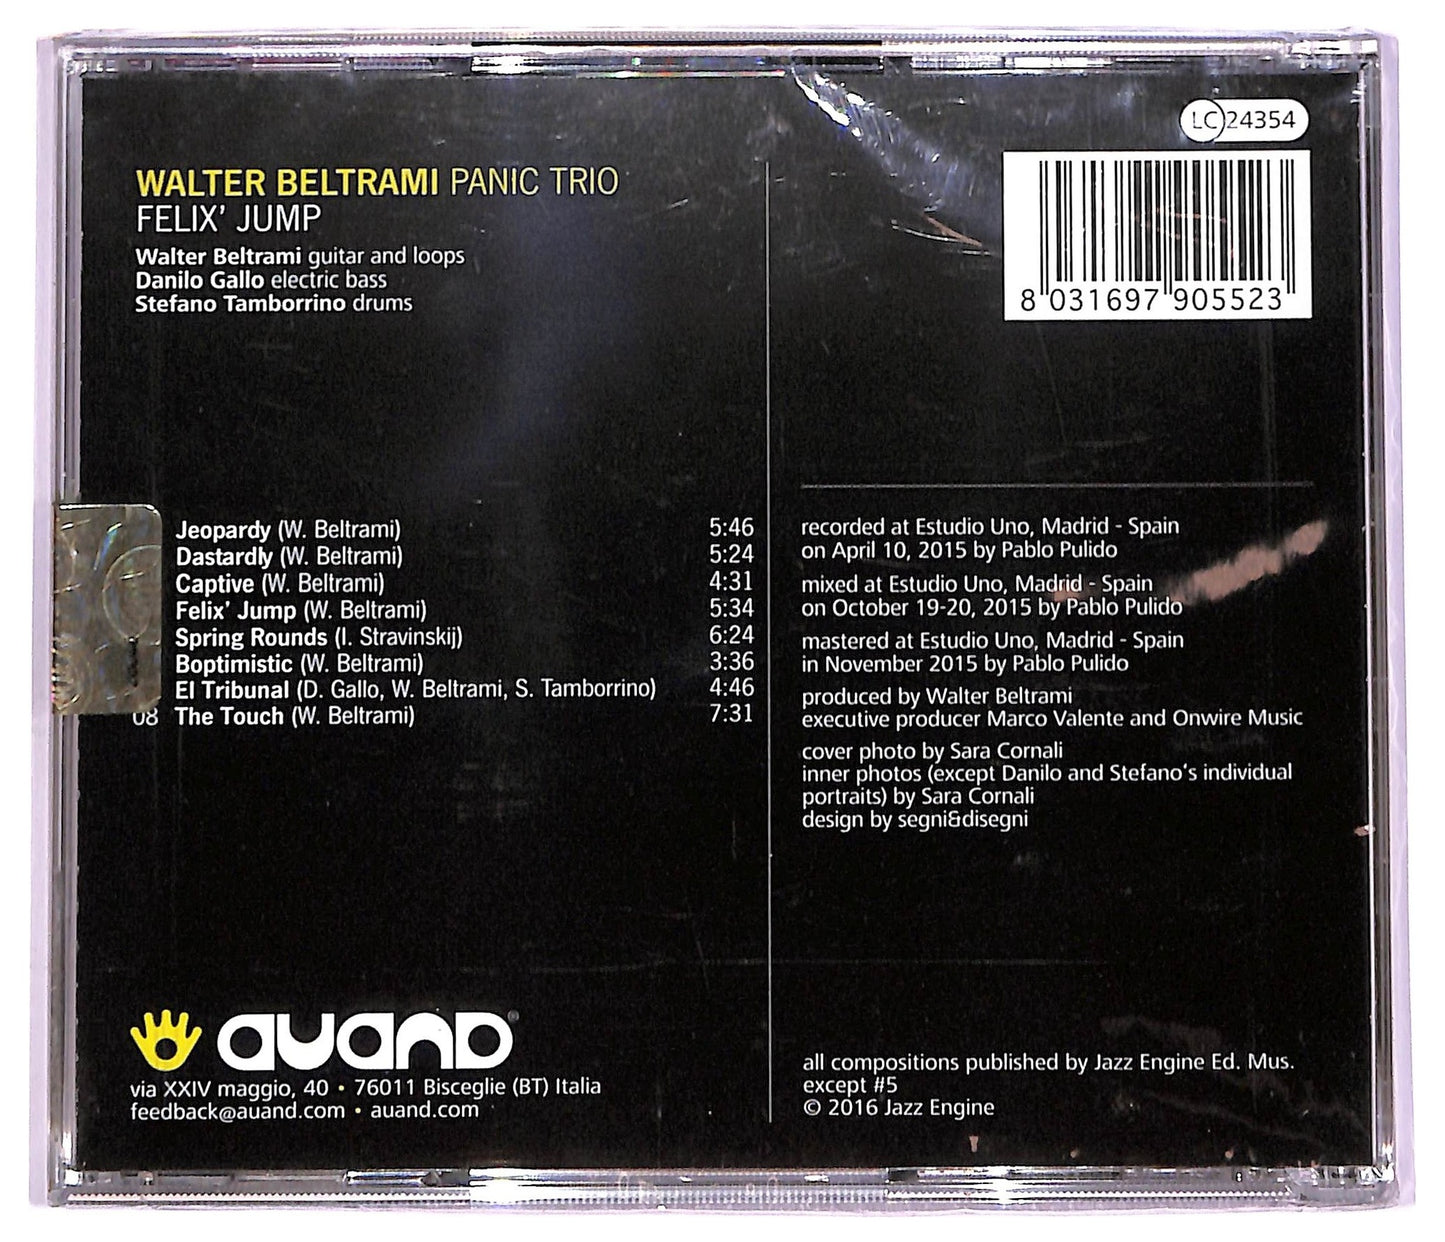 LC 24354
WALTER BELTRAMI PANIC TRIO
FELIX’ JUMP
Walter Beltrami guitar and loops
Danilo Gallo electric bass
Stefano Tamborrino drums
8 031697 905523
Jeopardy (W. Beltrami) 5:46
Dastardly (W. Beltrami) 5:24
Captive (W. Beltrami) 4:31
Felix’ Jump (W. Beltrami) 5:34
Spring Rounds (I. Stravinskij) 6:24
Boptimistic (W. Beltrami) 3:36
El Tribunal (D. Gallo, W. Beltrami, S. Tamborrino) 4:46
08 The Touch (W. Beltrami) 7:31
recorded at Estudio Uno, Madrid - Spain
on April 10, 2015 by Pablo Pulido
mixed at Estudio Uno, Madrid - Spain
on October 19-20, 2015 by Pablo Pulido
mastered at Estudio Uno, Madrid - Spain
in November 2015 by Pablo Pulido
produced by Walter Beltrami
executive producer Marco Valente and Onwire Music
cover photo by Sara Cornali
inner photos (except Danilo and Stefano‘s individual
portraits) by Sara Cornali
design by segni&disegni
auand®
via XXIV maggio, 40 • 76011 Bisceglie (BT) Italia
feedback@auand.com • auand.com
all compositions published by Jazz Engine Ed. Mus.
except #5
© 2016 Jazz Engine